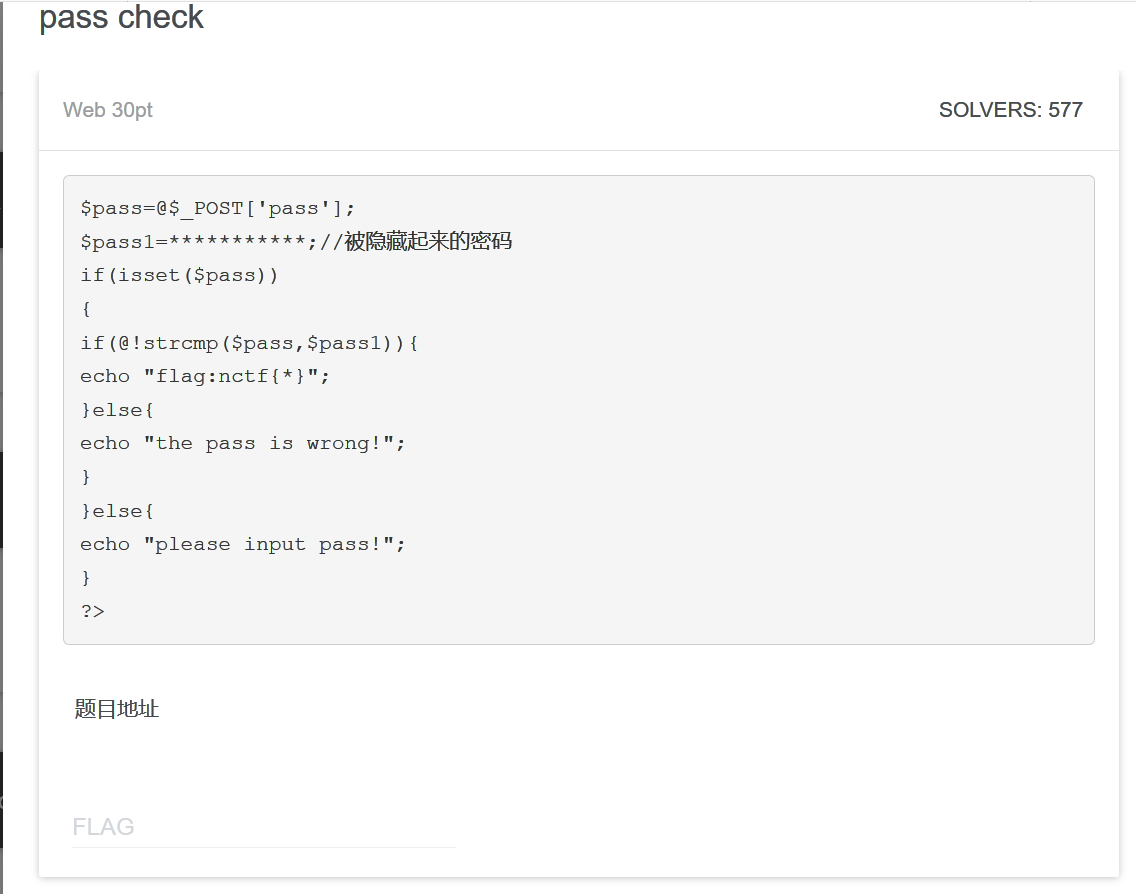 pass check
Web 30pt
SOLVERS: 577
$pass=@$_POST['pass'];
$pass1=***********;//被隐藏起来的密码
if(isset($pass))
{
if(@!strcmp($pass,$pass1)){
echo "flag:nctf{*}";
}else{
echo "the pass is wrong!";
}
}else{
echo "please input pass!";
}
?>
题目地址
FLAG